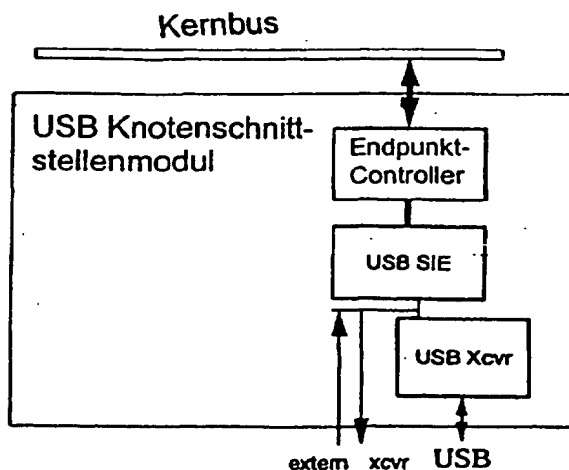 Kernbus
USB Knotenschnitt-
stellenmodul
Endpunkt-
Controller
USB SIE
USB Xcvr
extern xcvr USB